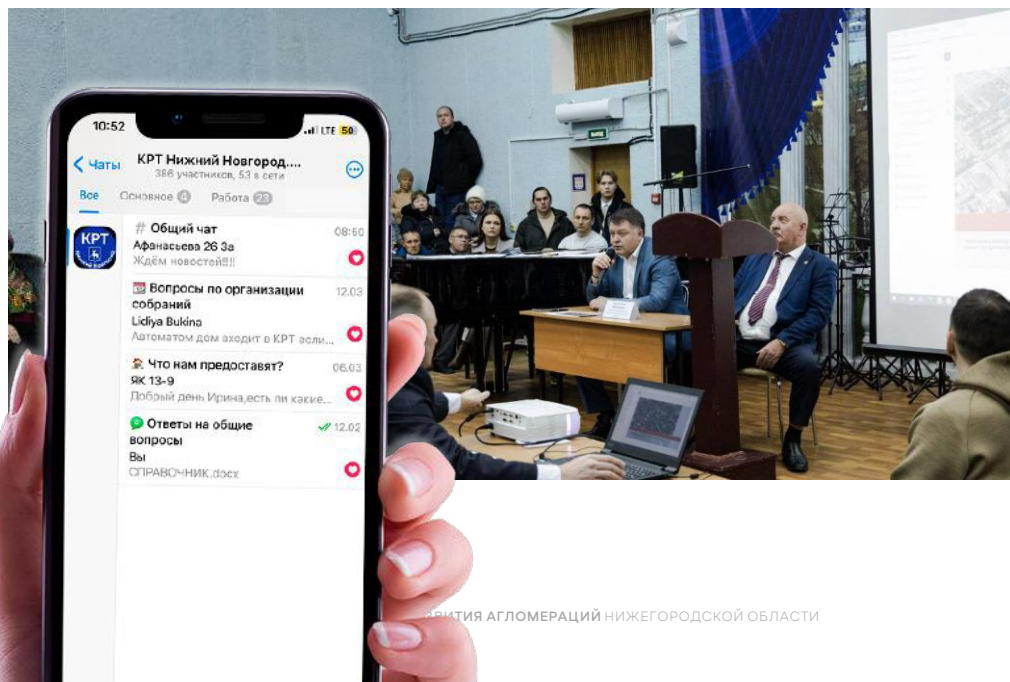 10:52
LTE 50
Чаты
КРТ Нижний Новгород....
386 участников, 53 в сети
Все Основное 4 Работа 23
КРТ
# Общий чат 08:50
Афанасьева 26 3а
Ждём новостей!!!!
Вопросы по организации 12.03
собраний
Lidiya Bukina
Автоматом дом входит в КРТ если...
Что нам предоставят? 06.03
ЯК 13-9
Добрый день Ирина,есть ли какие...
Ответы на общие 12.02
вопросы
Вы
СПРАВОЧНИК.docx
АГЛОМЕРАЦИЙ НИЖЕГОРОДСКОЙ ОБЛАСТИ